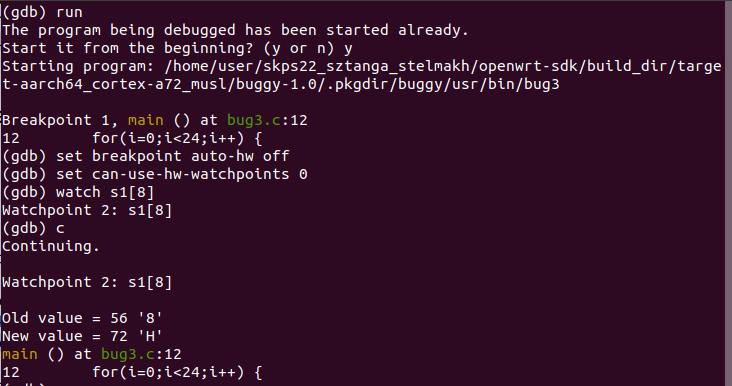 (gdb) run
The program being debugged has been started already.
Start it from the beginning? (y or n) y
Starting program: /home/user/skps22_sztanga_stelmakh/openwrt-sdk/build_dir/targe
t-aarch64_cortex-a72_musl/buggy-1.0/.pkgdir/buggy/usr/bin/bug3
Breakpoint 1, main () at bug3.c:12
12        for(i=0;i<24;i++) {
(gdb) set breakpoint auto-hw off
(gdb) set can-use-hw-watchpoints 0
(gdb) watch s1[8]
Watchpoint 2: s1[8]
(gdb) c
Continuing.
Watchpoint 2: s1[8]
Old value = 56 '8'
New value = 72 'H'
main () at bug3.c:12
12        for(i=0;i<24;i++) {